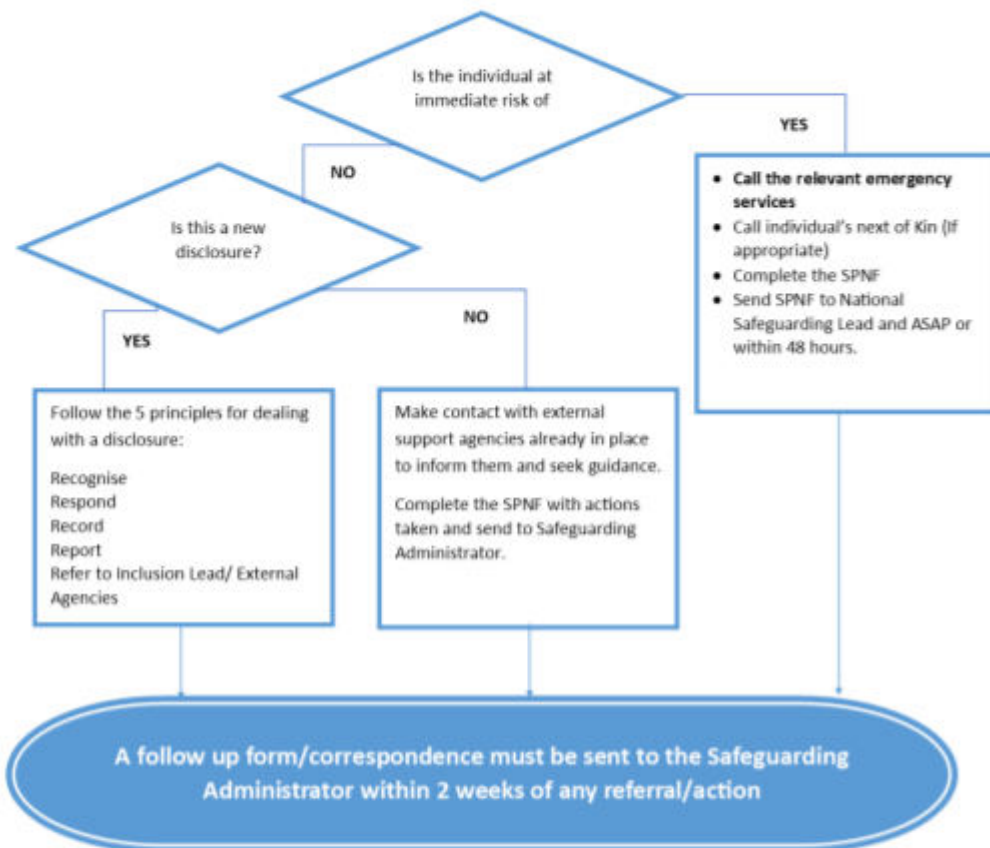 Is the individual at
immediate risk of
YES
NO
• Call the relevant emergency
services
• Call individual's next of Kin (If
appropriate)
• Complete the SPNF
• Send SPNF to National
Safeguarding Lead and ASAP or
within 48 hours.
Is this a new
disclosure?
YES
NO
Follow the 5 principles for dealing
with a disclosure:
Recognise
Respond
Record
Report
Refer to Inclusion Lead/ External
Agencies
Make contact with external
support agencies already in place
to inform them and seek guidance.
Complete the SPNF with actions
taken and send to Safeguarding
Administrator.
A follow up form/correspondence must be sent to the Safeguarding
Administrator within 2 weeks of any referral/action